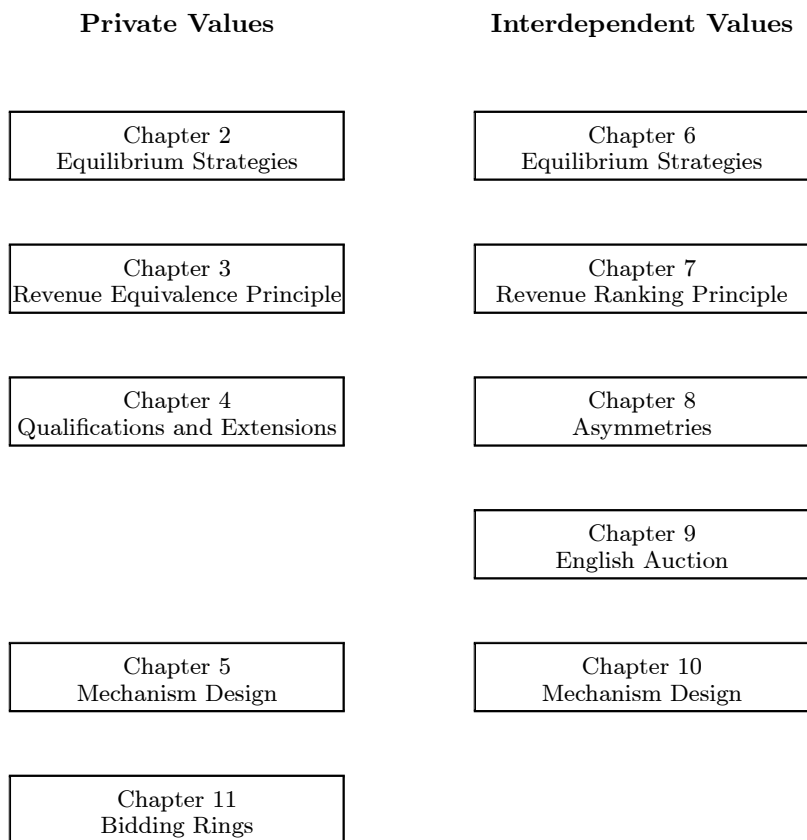 Private Values
Interdependent Values
Chapter 2
Equilibrium Strategies
Chapter 6
Equilibrium Strategies
Chapter 3
Revenue Equivalence Principle
Chapter 7
Revenue Ranking Principle
Chapter 4
Qualifications and Extensions
Chapter 8
Asymmetries
Chapter 9
English Auction
Chapter 5
Mechanism Design
Chapter 10
Mechanism Design
Chapter 11
Bidding Rings